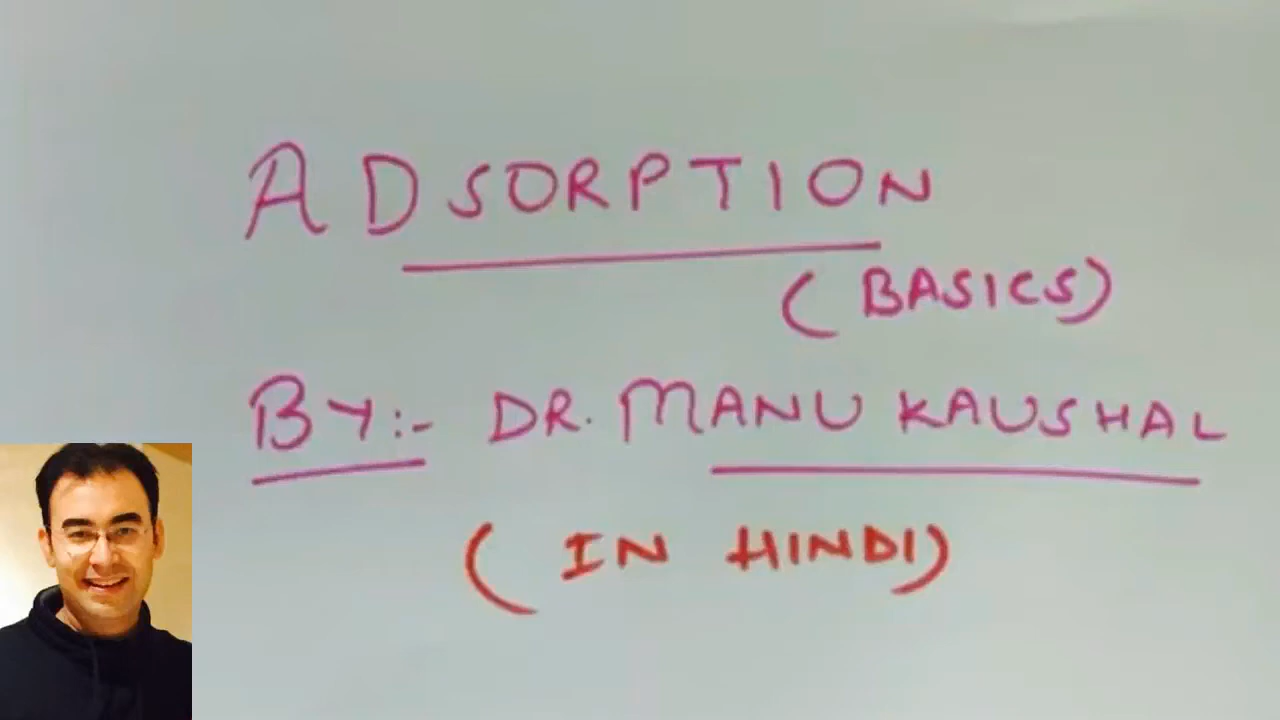 ADSORPTION
(BASICS)
BY:- DR. MANU KAUSHAL
(IN HINDI)